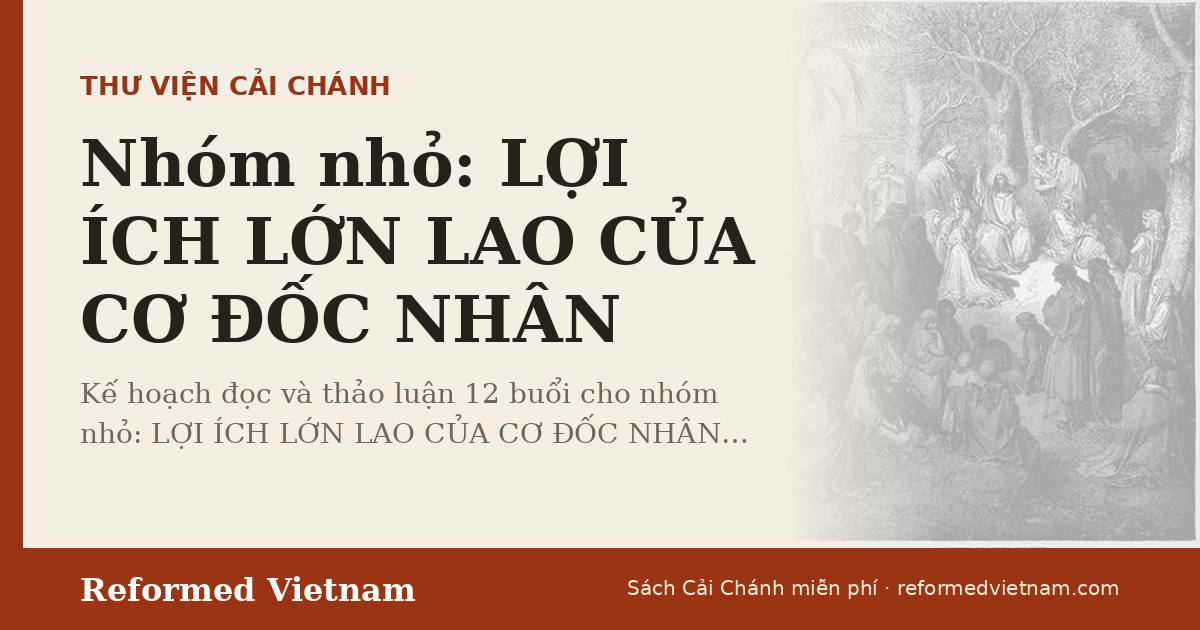 THƯ VIỆN CẢI CHÁNH
Nhóm nhỏ: LỢI
ÍCH LỚN LAO CỦA
CƠ ĐỐC NHÂN
Kế hoạch đọc và thảo luận 12 buổi cho nhóm
nhỏ: LỢI ÍCH LỚN LAO CỦA CƠ ĐỐC NHÂN...
Reformed Vietnam
Sách Cải Chánh miễn phí · reformedvietnam.com